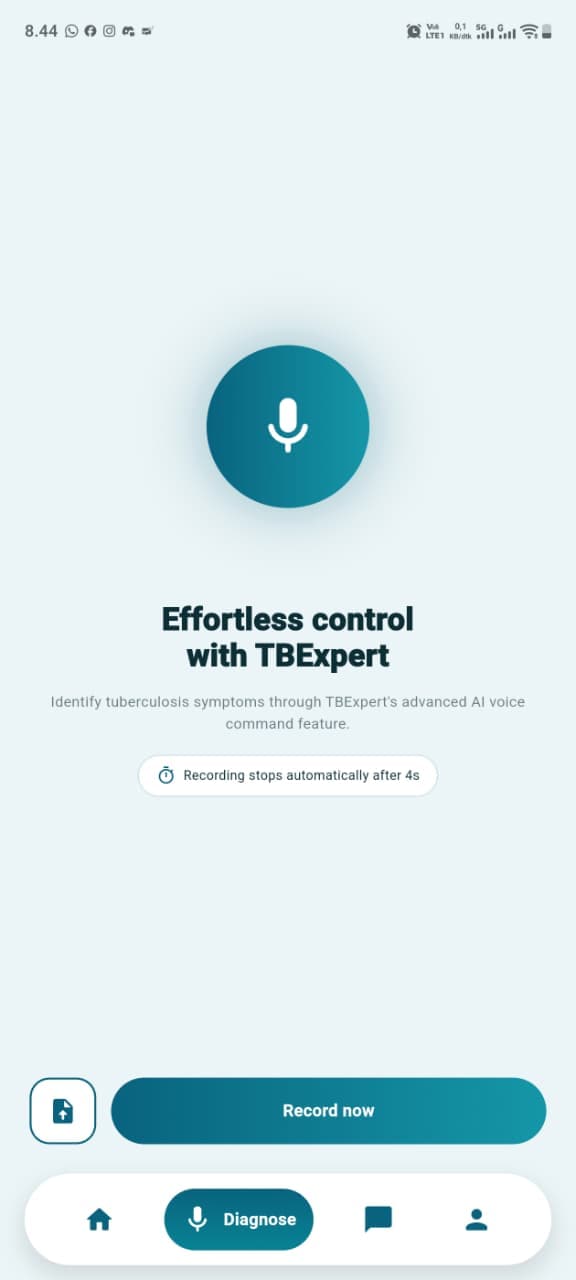 8.44
Vo))
LTE1
0,1
KB/dtk
5G
G
6
Effortless control
with TBExpert
Identify tuberculosis symptoms through TBExpert's advanced AI voice
command feature.
Recording stops automatically after 4s
Record now
Diagnose